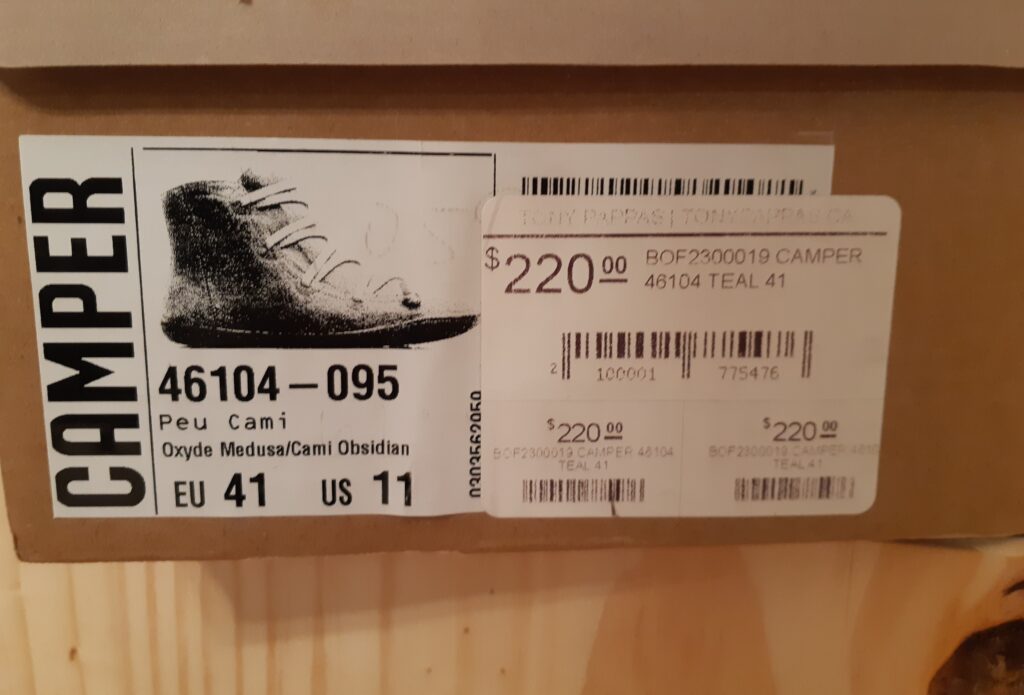 CAMPER
46104-095
Peu Cami
Oxyde Medusa/Cami Obsidian
EU 41 US 11
0303562050
TONY PAPPAS | TONYPAPPAS.CA
$220.00 BOF2300019 CAMPER
46104 TEAL 41
2 100001 775476
$220.00
BOF2300019 CAMPER 46104
TEAL 41
$220.00
BOF2300019 CAMPER 4610
TEAL 41